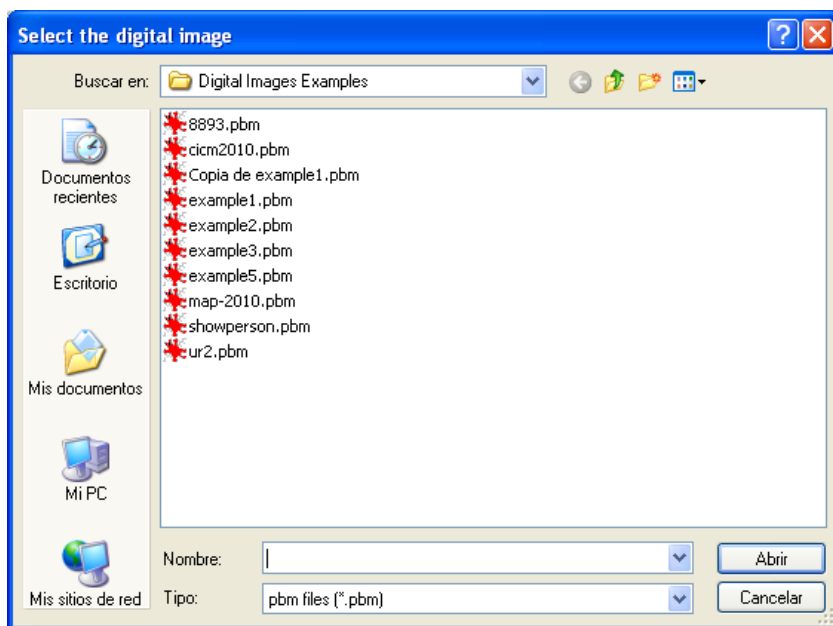 Select the digital image
Buscar en:
Digital Images Examples
Documentos
recientes
Escritorio
Mis documentos
Mi PC
Mis sitios de red
8893.pbm
cicm2010.pbm
Copia de example1.pbm
example1.pbm
example2.pbm
example3.pbm
example5.pbm
map-2010.pbm
showperson.pbm
ur2.pbm
Nombre:
Abrir
Tipo:
pbm files (*.pbm)
Cancelar